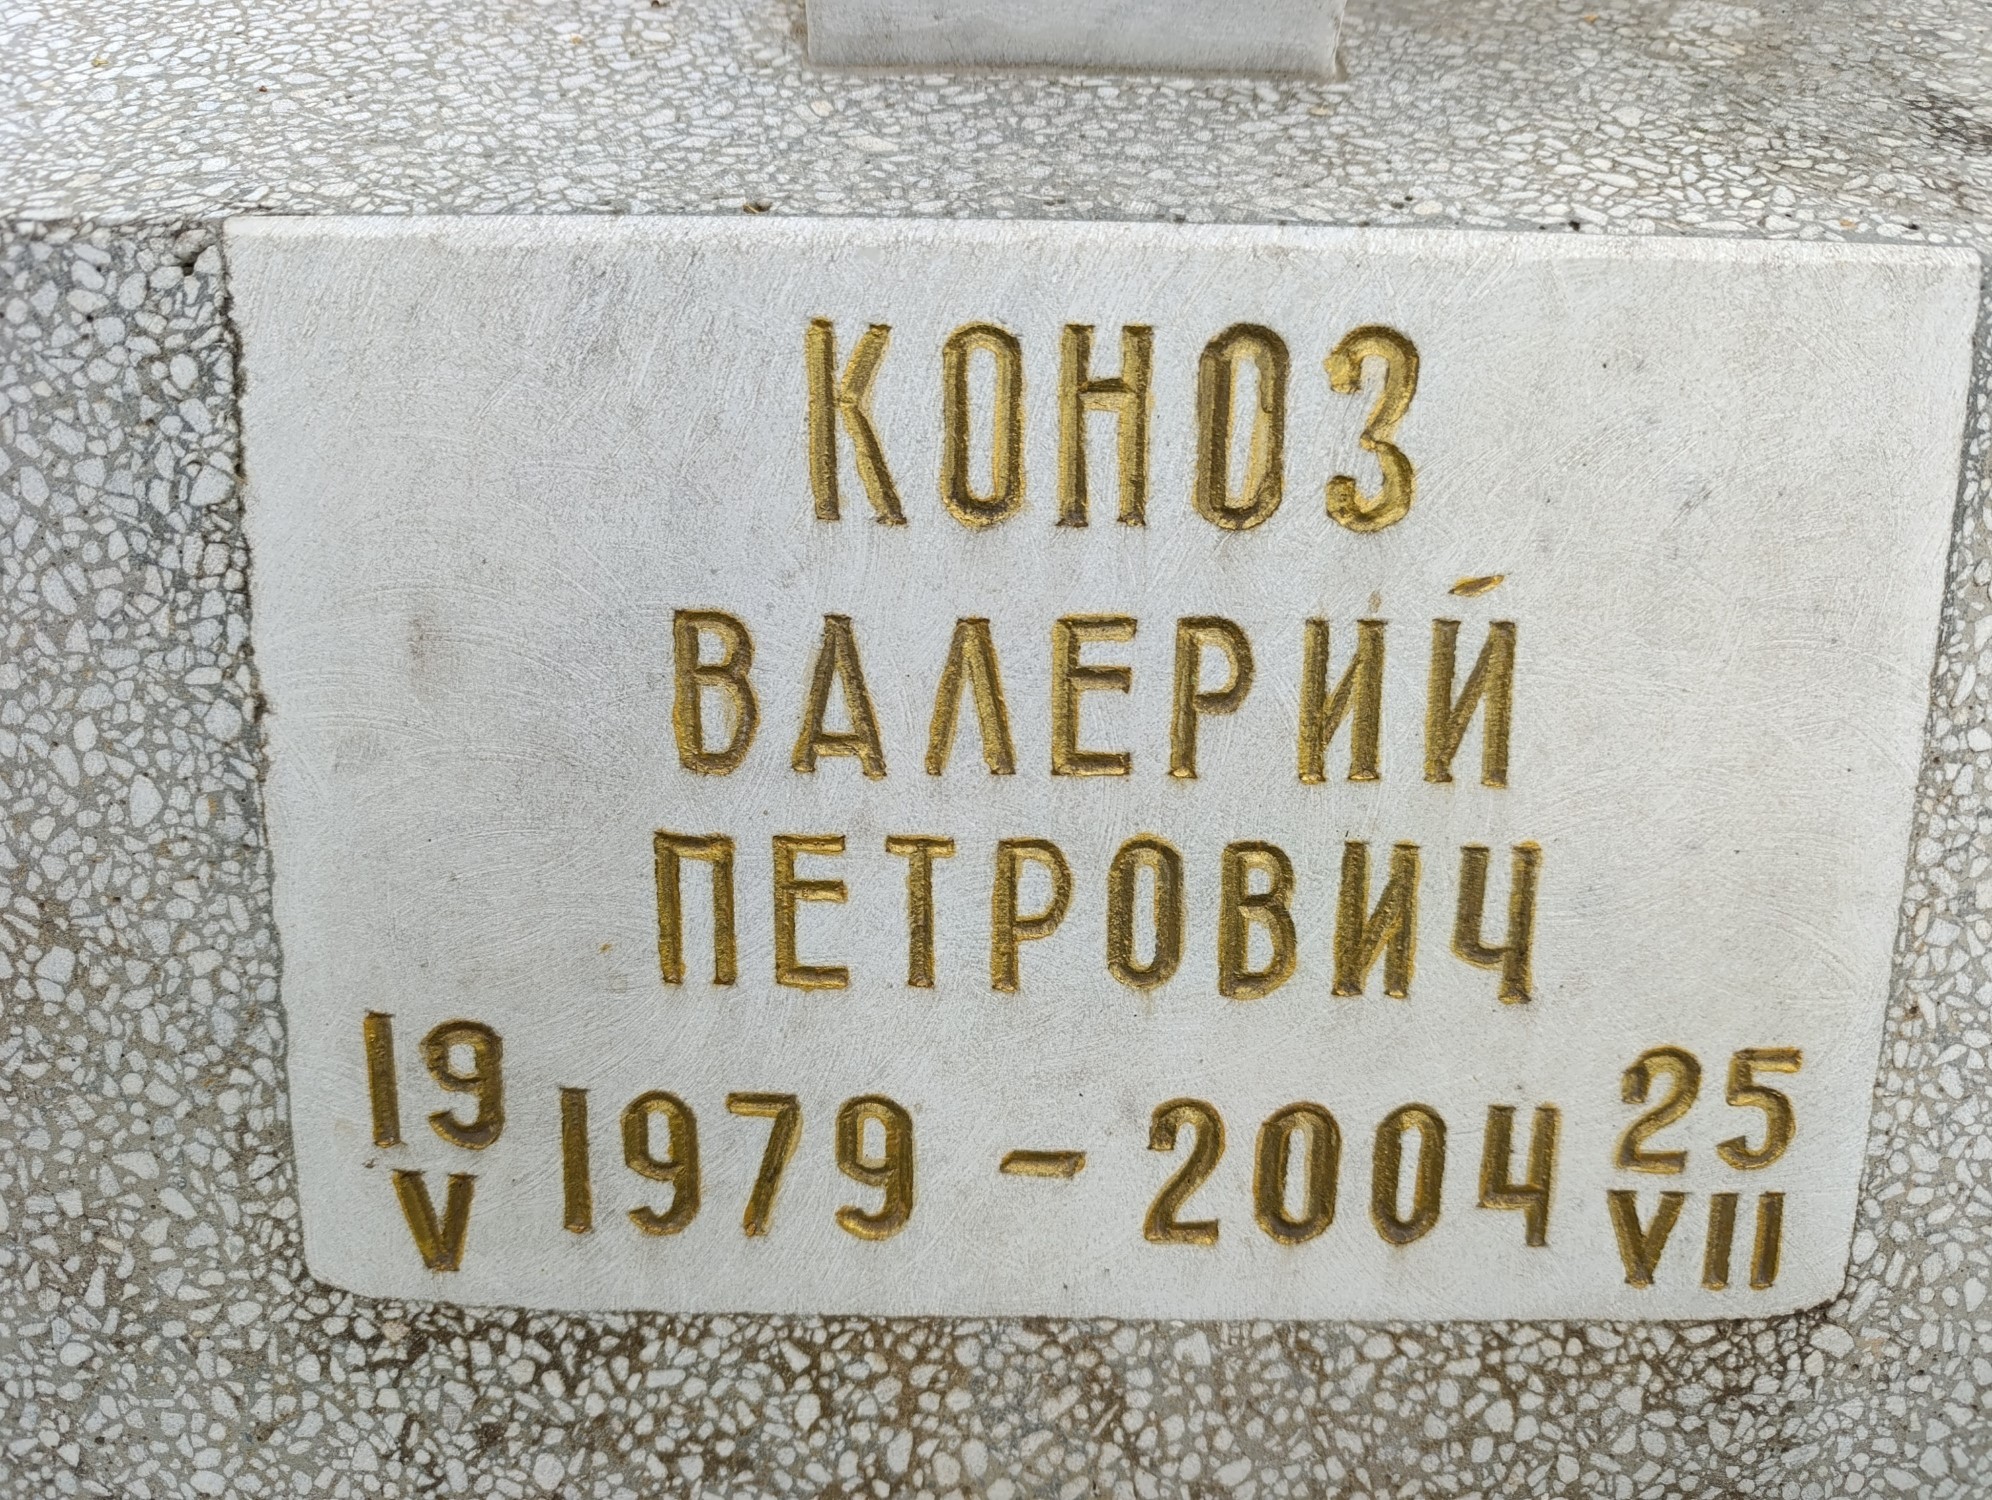 КОНОЗ
ВАЛЕРИЙ
ПЕТРОВИЧ
19 V 1979 – 2004 25 VII